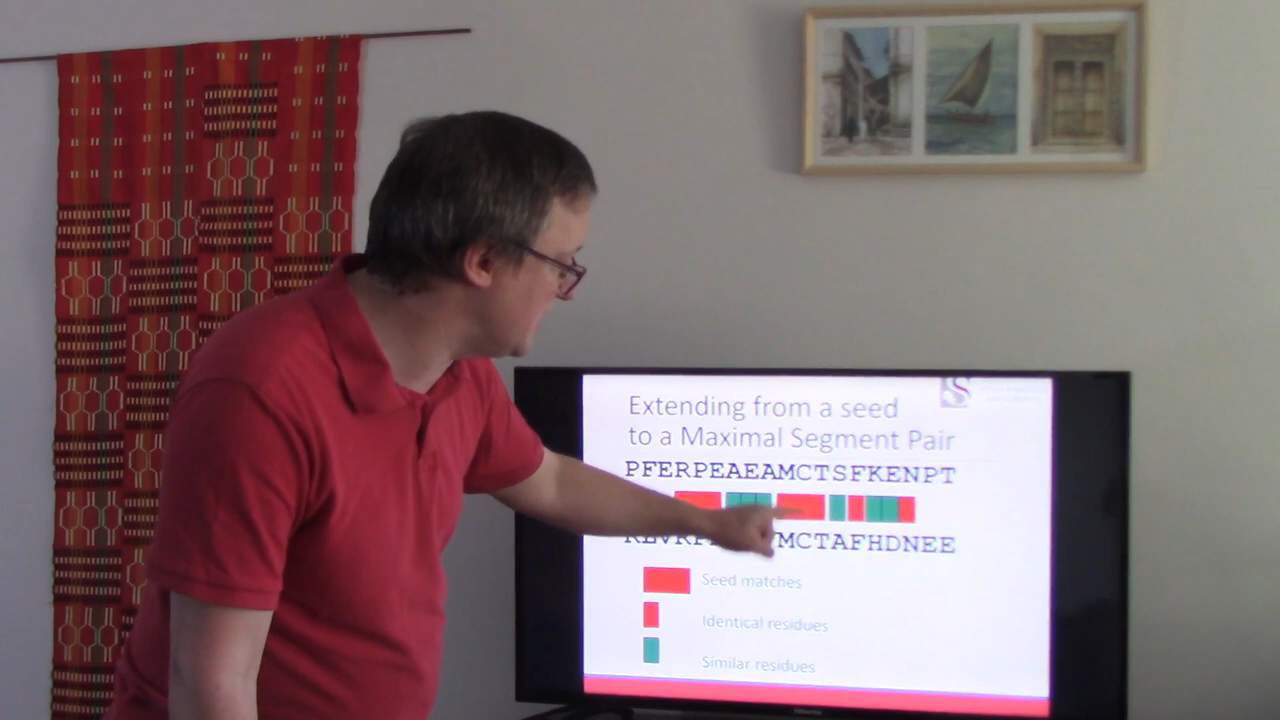 Extending from a seed
to a Maximal Segment Pair
PFERPEAEAMCTSFKENPT
MCTAFHDNEE
Seed matches
Identical residues
Similar residues